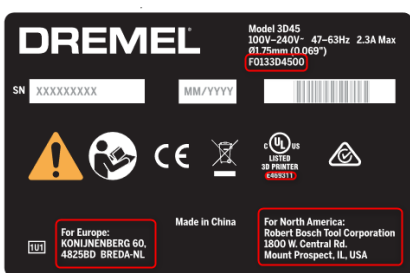 DREMEL
Model 3D45
100V–240V~ 47–63Hz 2.3A Max
Ø1.75mm (0.069")
F0133D4500
SN XXXXXXXXX
MM/YYYY
CE
c UL us
LISTED
3D PRINTER
E469311
1U1
For Europe:
KONIJNENBERG 60,
4825BD BREDA-NL
Made in China
For North America:
Robert Bosch Tool Corporation
1800 W. Central Rd.
Mount Prospect, IL, USA